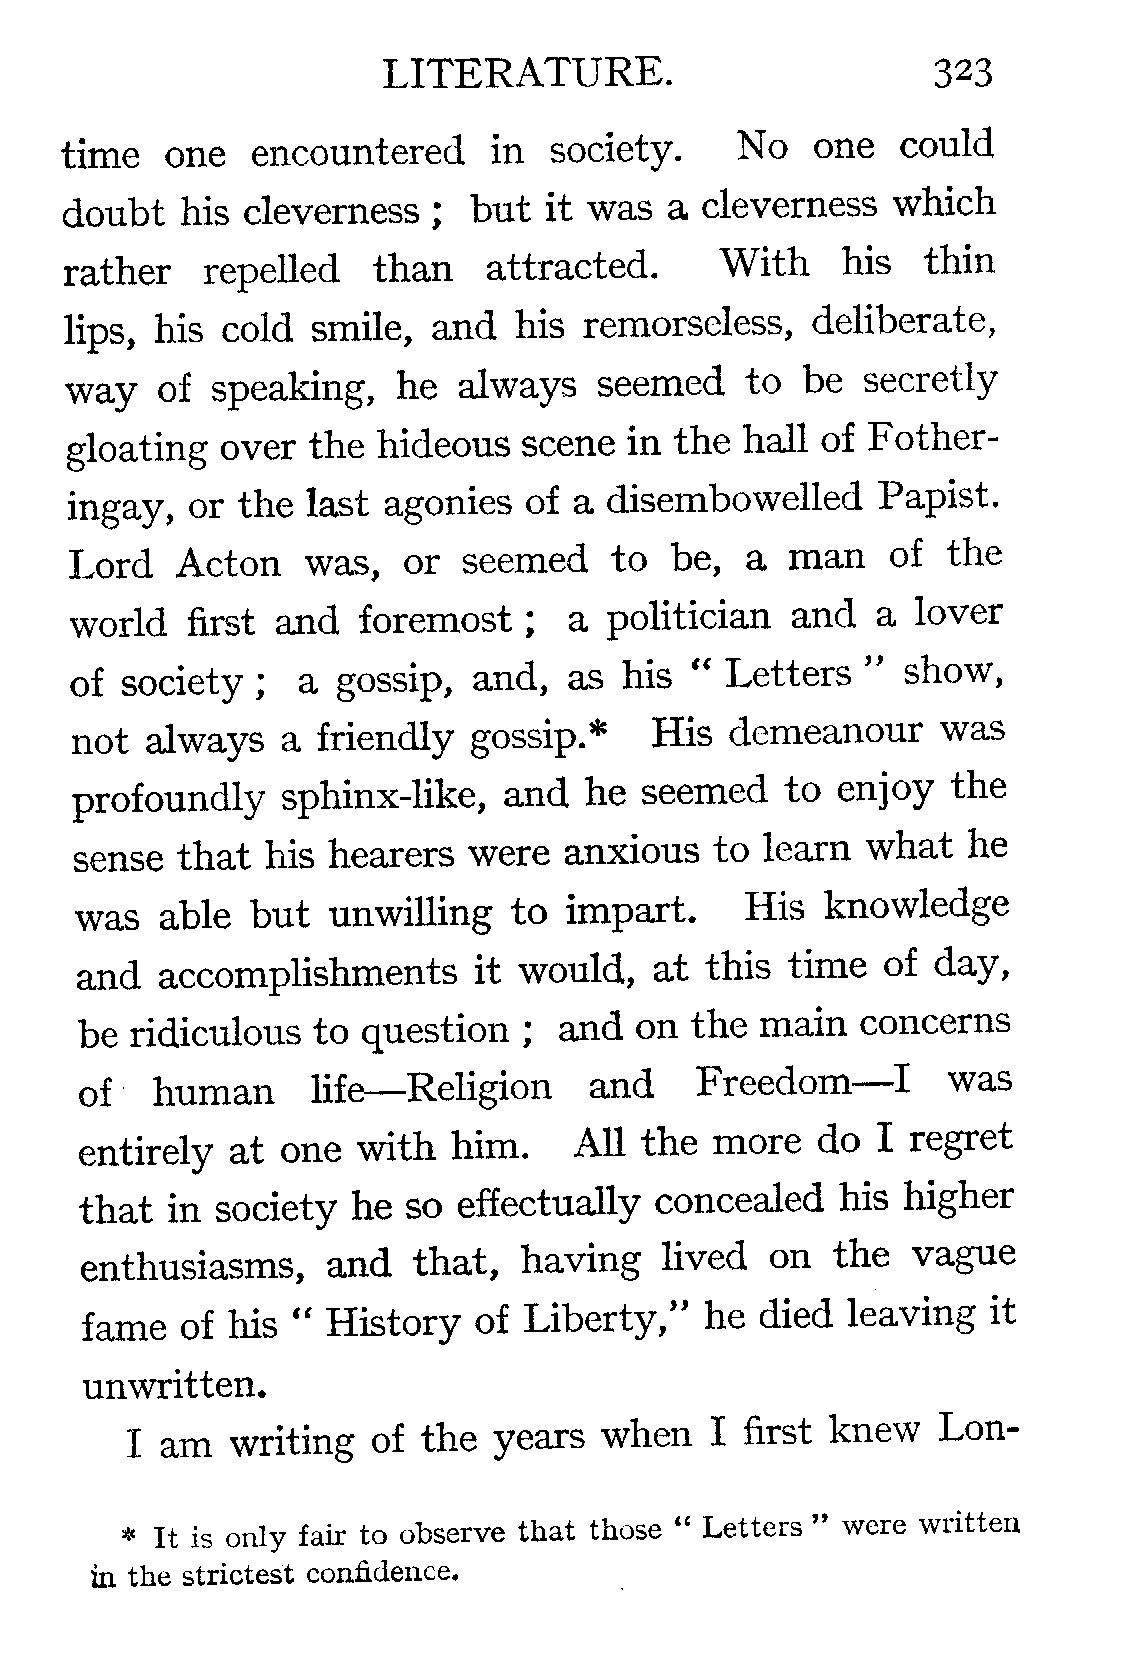 LITERATURE. 323
time one encountered in society. No one could
doubt his cleverness ; but it was a cleverness which
rather repelled than attracted. With his thin
lips, his cold smile, and his remorseless, deliberate,
way of speaking, he always seemed to be secretly
gloating over the hideous scene in the hall of Fother-
ingay, or the last agonies of a disembowelled Papist.
Lord Acton was, or seemed to be, a man of the
world first and foremost ; a politician and a lover
of society ; a gossip, and, as his “ Letters ” show,
not always a friendly gossip.* His demeanour was
profoundly sphinx-like, and he seemed to enjoy the
sense that his hearers were anxious to learn what he
was able but unwilling to impart. His knowledge
and accomplishments it would, at this time of day,
be ridiculous to question ; and on the main concerns
of human life—Religion and Freedom—I was
entirely at one with him. All the more do I regret
that in society he so effectually concealed his higher
enthusiasms, and that, having lived on the vague
fame of his “ History of Liberty,” he died leaving it
unwritten.
I am writing of the years when I first knew Lon-
* It is only fair to observe that those “ Letters ” were written
in the strictest confidence.